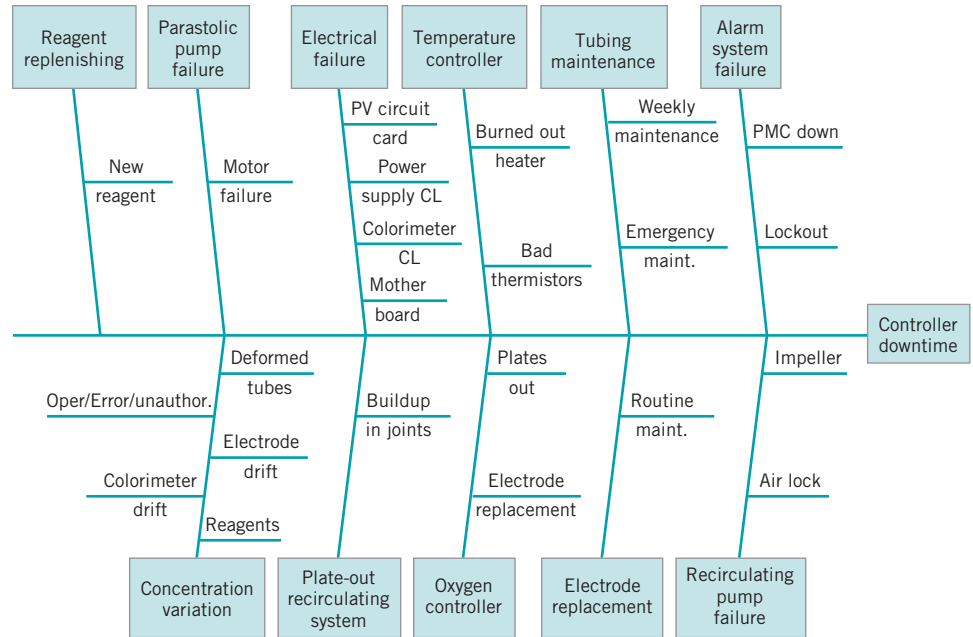 Reagent
replenishing
Parastolic
pump
failure
Electrical
failure
Temperature
controller
Tubing
maintenance
Alarm
system
failure
New
reagent
Motor
failure
PV circuit
card
Power
supply CL
Colorimeter
CL
Mother
board
Burned out
heater
Bad
thermistors
Weekly
maintenance
Emergency
maint.
PMC down
Lockout
Controller
downtime
Deformed
tubes
Oper/Error/unauthor.
Electrode
drift
Colorimeter
drift
Reagents
Buildup
in joints
Plates
out
Electrode
replacement
Routine
maint.
Impeller
Air lock
Concentration
variation
Plate-out
recirculating
system
Oxygen
controller
Electrode
replacement
Recirculating
pump
failure